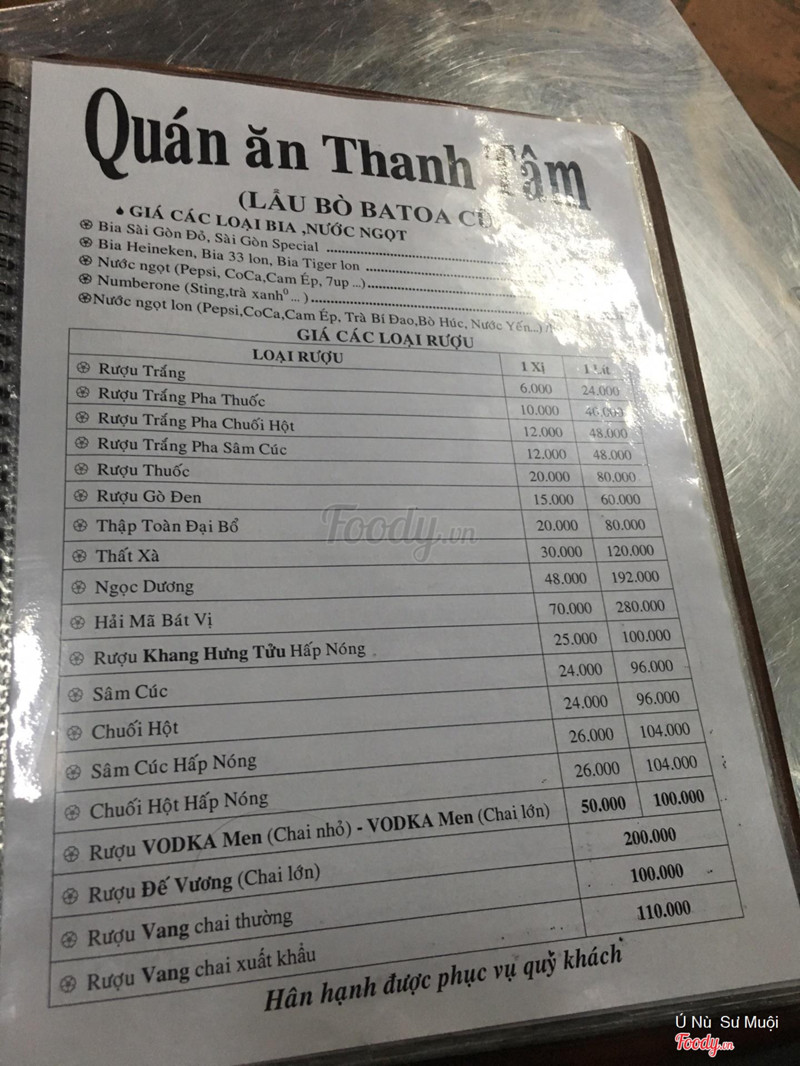 Quán ăn Thanh Tâm
(LẨU BÒ BATOA CŨ
GIÁ CÁC LOẠI BIA ,NƯỚC NGỌT
Bia Sài Gòn Đỏ, Sài Gòn Special
Bia Heineken, Bia 33 lon, Bia Tiger lon
Nước ngọt (Pepsi, CoCa,Cam Ép, 7up ...)
Numberone (Sting,trà xanh⁰ ... )
Nước ngọt lon (Pepsi,CoCa,Cam Ép, Trà Bí Đao,Bò Húc, Nước Yến...)
GIÁ CÁC LOẠI RƯỢU
LOẠI RƯỢU 1 Xị 1 Lít
Rượu Trắng 6.000 24.000
Rượu Trắng Pha Thuốc 10.000
Rượu Trắng Pha Chuối Hột 12.000 48.000
Rượu Trắng Pha Sâm Cúc 12.000 48.000
Rượu Thuốc 20.000 80.000
Rượu Gò Đen 15.000 60.000
Thập Toàn Đại Bổ 20.000 80.000
Thất Xà 30.000 120.000
Ngọc Dương 48.000 192.000
Hải Mã Bát Vị 70.000 280.000
Rượu Khang Hưng Tửu Hấp Nóng 25.000 100.000
Sâm Cúc 24.000 96.000
Chuối Hột 24.000 96.000
Sâm Cúc Hấp Nóng 26.000 104.000
Chuối Hột Hấp Nóng 26.000 104.000
Rượu VODKA Men (Chai nhỏ) - VODKA Men (Chai lớn) 50.000 100.000
Rượu Đế Vương (Chai lớn) 200.000
Rượu Vang chai thường 100.000
Rượu Vang chai xuất khẩu 110.000
Hân hạnh được phục vụ quý khách
Foody.vn
Ú Nù Sư Muội
Foody.vn